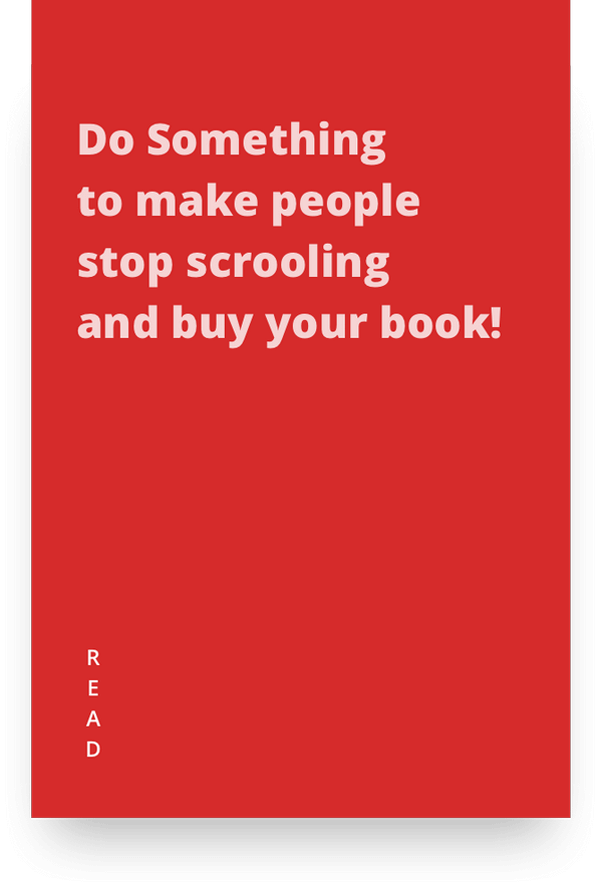 Do Something
to make people
stop scrooling
and buy your book!
R
E
A
D